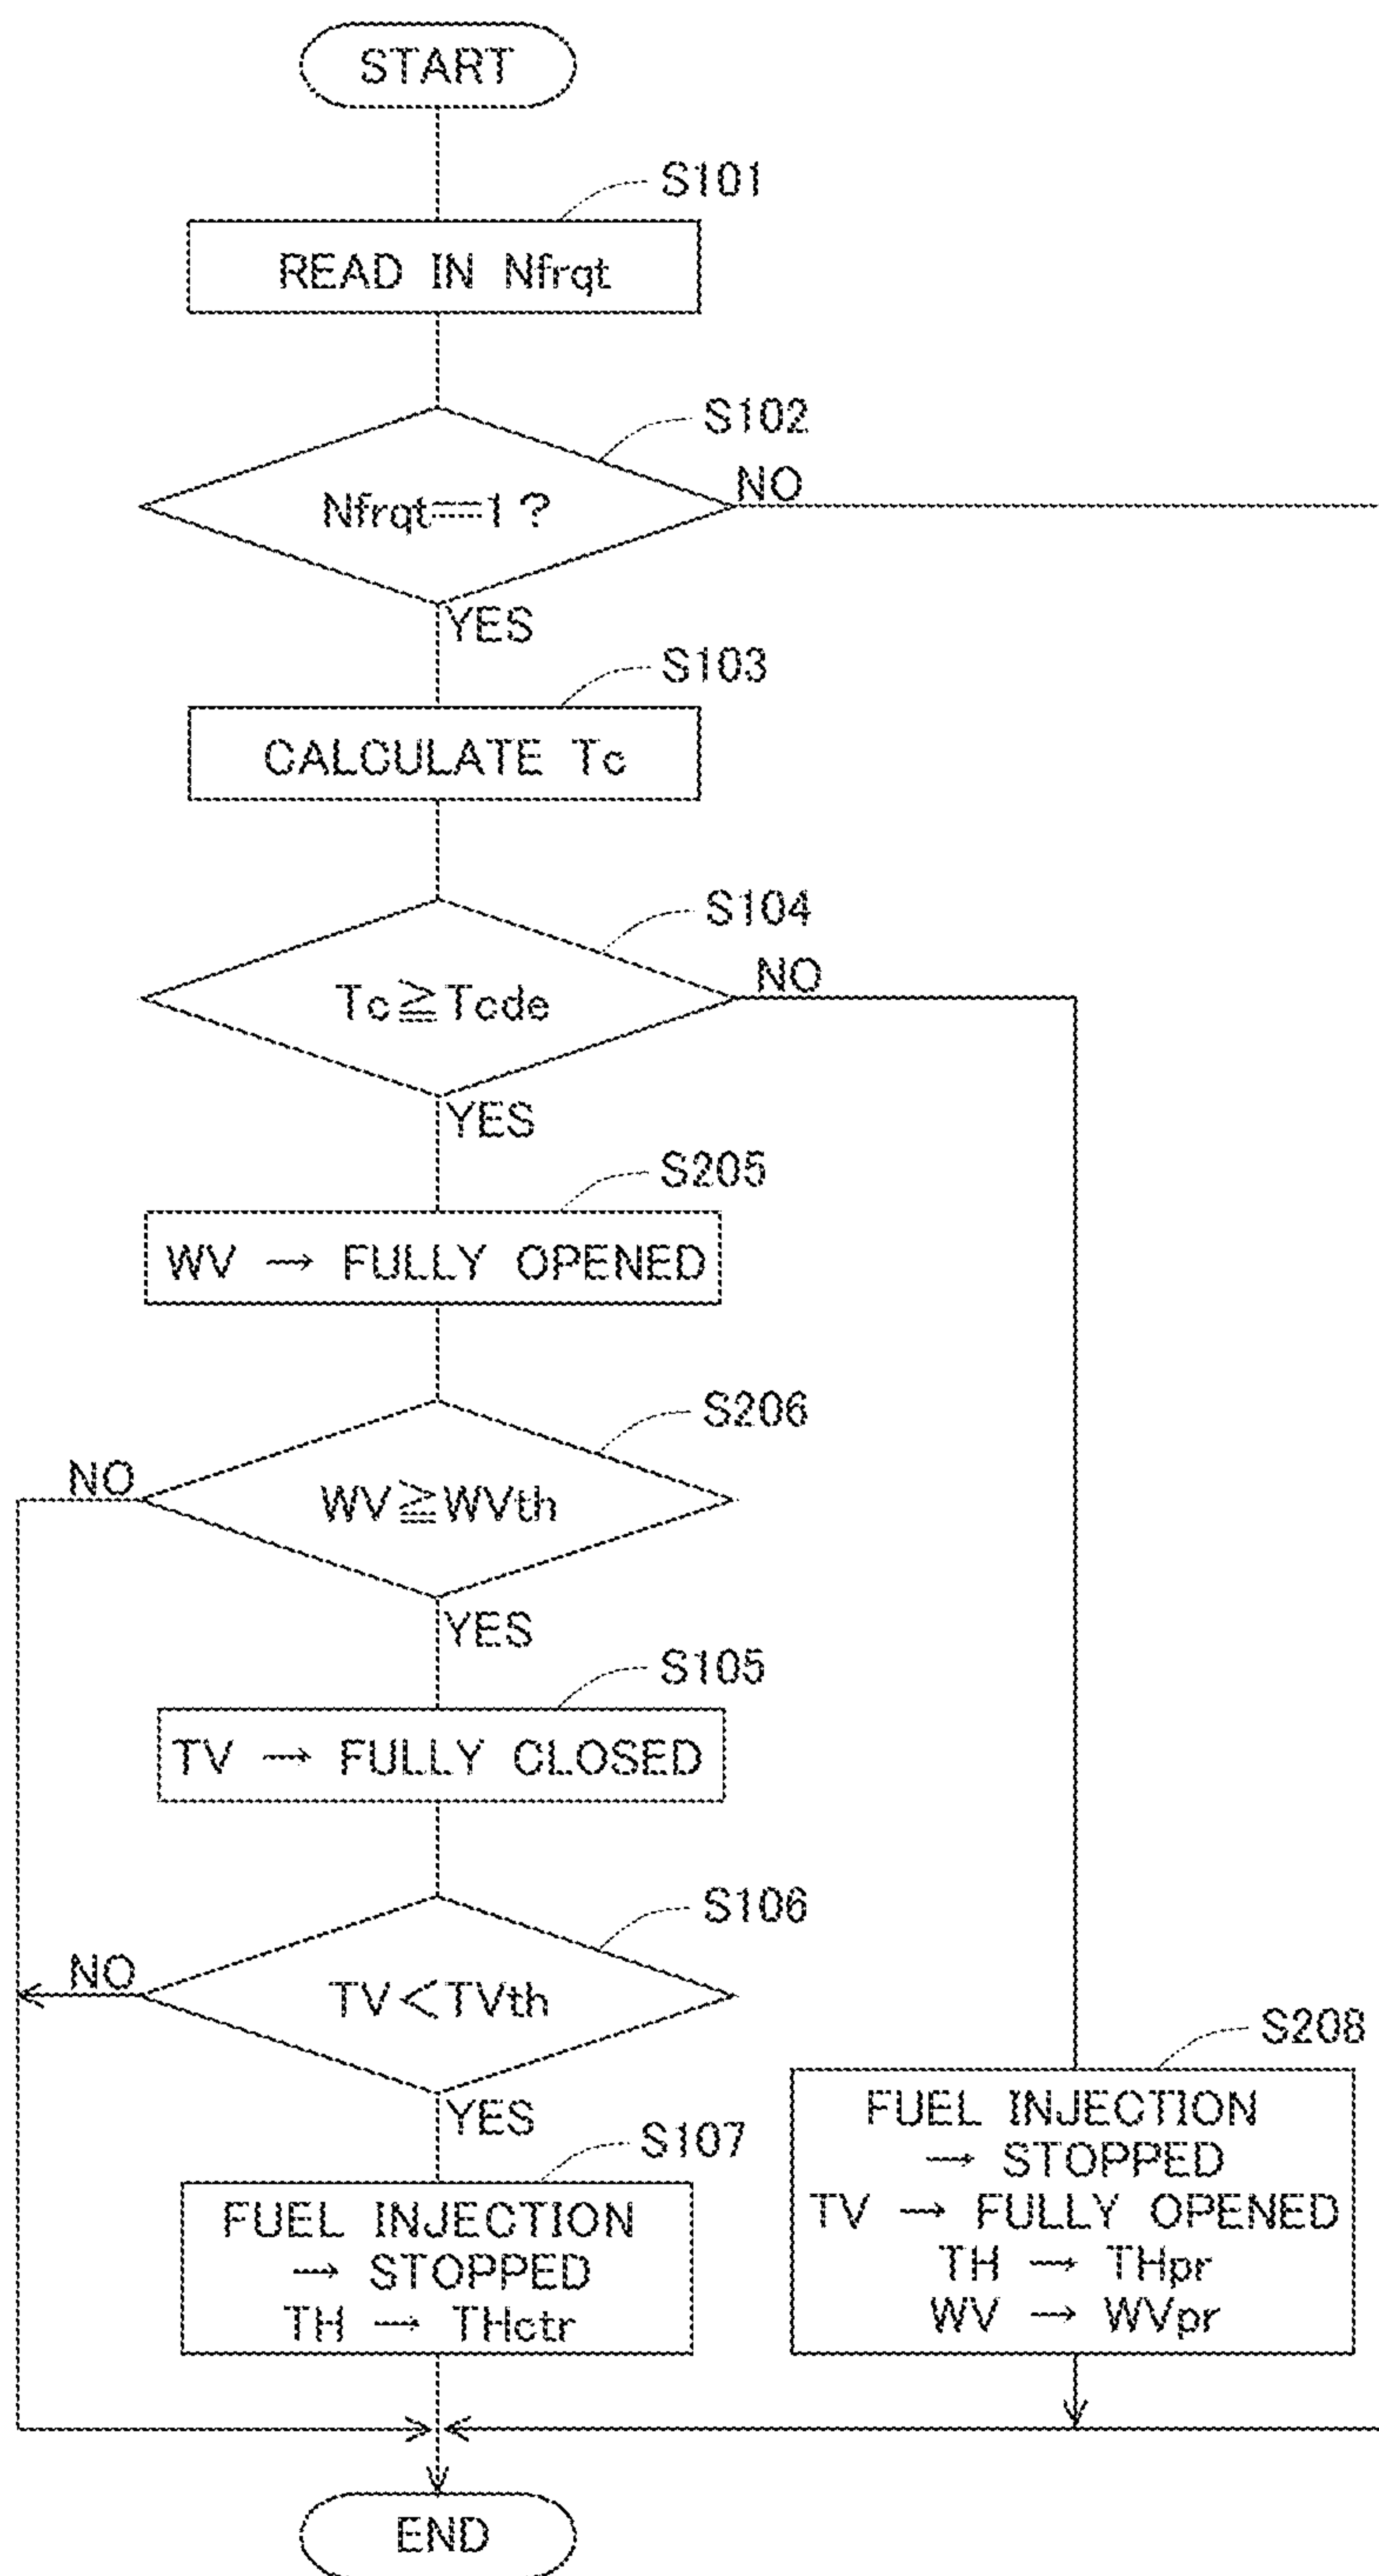 START
S101
READ IN Nfrqt
S102
Nfrqt==1?
NO
YES
S103
CALCULATE Tc
S104
Tc≧Tcde
NO
YES
S205
WV → FULLY OPENED
S206
NO
WV≧WVth
YES
S105
TV → FULLY CLOSED
S106
NO
TV<TVth
YES
S107
FUEL INJECTION
→ STOPPED
TH → THctr
S208
FUEL INJECTION
→ STOPPED
TV → FULLY OPENED
TH → THpr
WV → WVpr
END